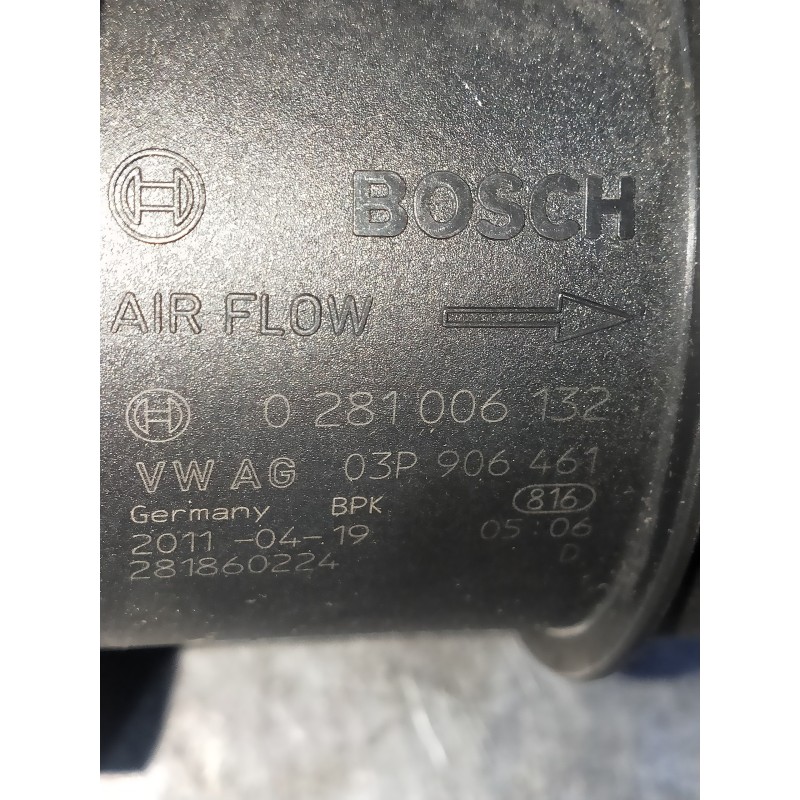 BOSCH
AIR FLOW
0 281 006 132
VW AG 03P 906 461
Germany BPK 816
2011-04-19 05:06
281860224 D